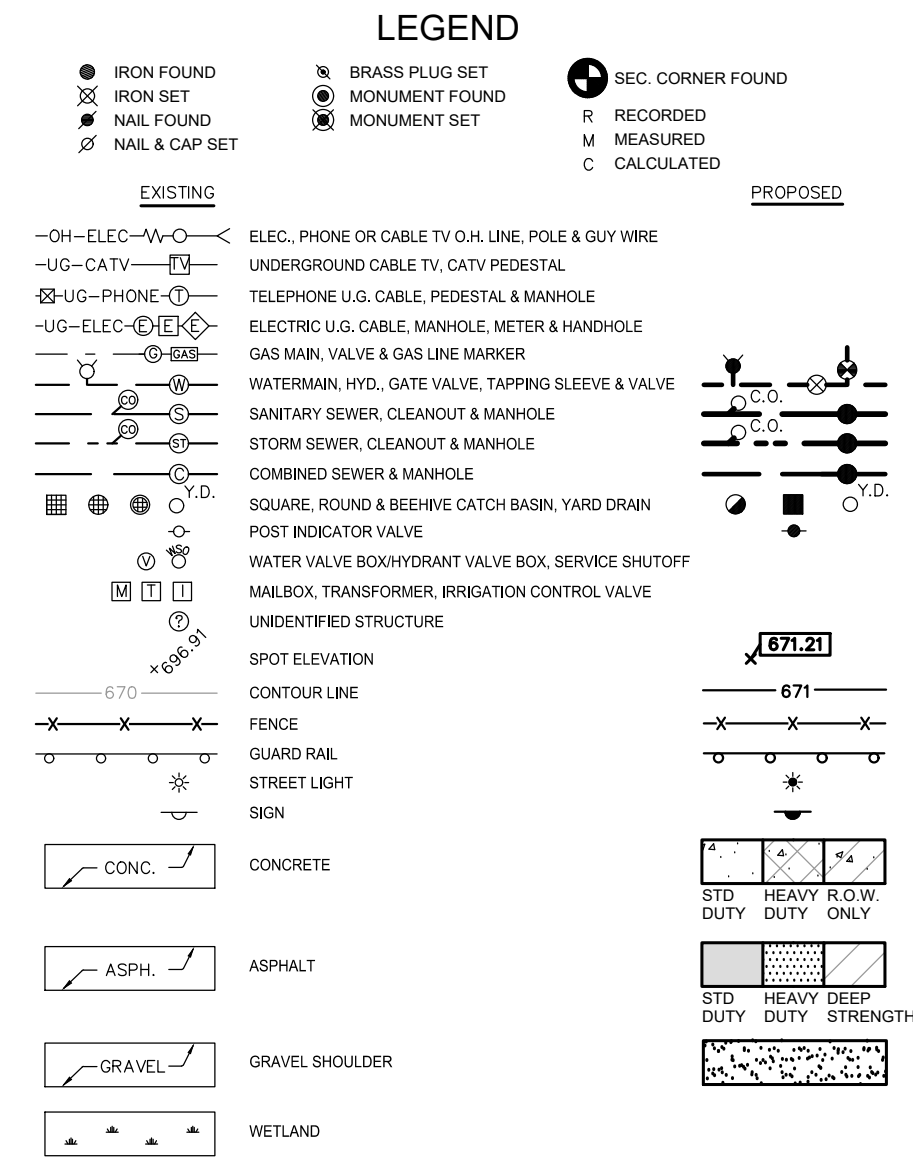 LEGEND
IRON FOUND
IRON SET
NAIL FOUND
NAIL & CAP SET
BRASS PLUG SET
MONUMENT FOUND
MONUMENT SET
SEC. CORNER FOUND
R RECORDED
M MEASURED
C CALCULATED
EXISTING
PROPOSED
OH-ELEC ELEC., PHONE OR CABLE TV O.H. LINE, POLE & GUY WIRE
UG-CATV TV UNDERGROUND CABLE TV, CATV PEDESTAL
UG-PHONE T TELEPHONE U.G. CABLE, PEDESTAL & MANHOLE
UG-ELEC E E E ELECTRIC U.G. CABLE, MANHOLE, METER & HANDHOLE
G GAS GAS MAIN, VALVE & GAS LINE MARKER
W WATERMAIN, HYD., GATE VALVE, TAPPING SLEEVE & VALVE
CO S SANITARY SEWER, CLEANOUT & MANHOLE C.O.
CO ST STORM SEWER, CLEANOUT & MANHOLE C.O.
C COMBINED SEWER & MANHOLE
Y.D. SQUARE, ROUND & BEEHIVE CATCH BASIN, YARD DRAIN Y.D.
POST INDICATOR VALVE
V WSO WATER VALVE BOX/HYDRANT VALVE BOX, SERVICE SHUTOFF
M T I MAILBOX, TRANSFORMER, IRRIGATION CONTROL VALVE
? UNIDENTIFIED STRUCTURE
+696.91 SPOT ELEVATION 671.21
670 CONTOUR LINE 671
X X X FENCE X X X
GUARD RAIL
STREET LIGHT
SIGN
CONC. CONCRETE
STD DUTY
HEAVY DUTY
R.O.W. ONLY
ASPH. ASPHALT
STD DUTY
HEAVY DUTY
DEEP STRENGTH
GRAVEL GRAVEL SHOULDER
WETLAND